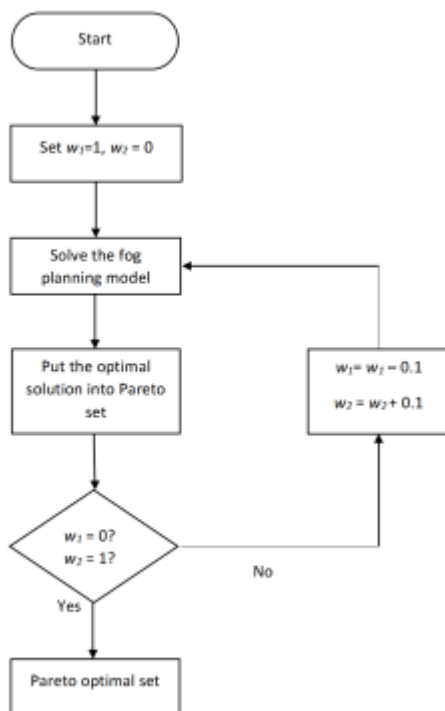 Start
Set w₁=1, w₂ = 0
Solve the fog
planning model
Put the optimal
solution into Pareto
set
w₁= w₁ – 0.1
w₂ = w₂ + 0.1
w₁ = 0?
w₂ = 1?
No
Yes
Pareto optimal set